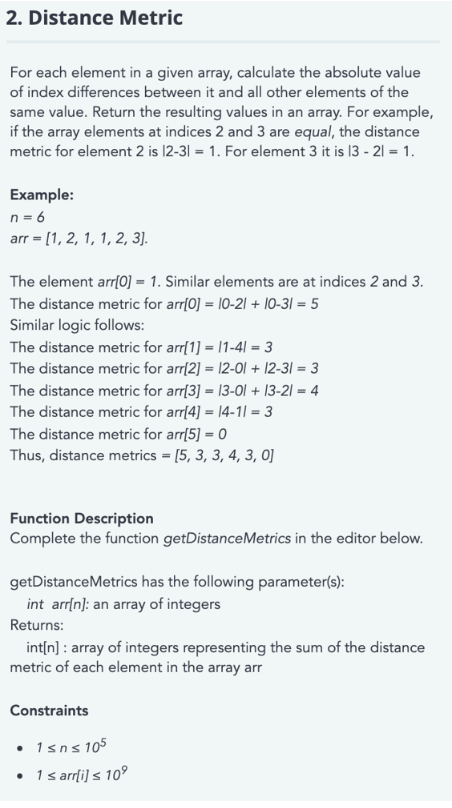 2. Distance Metric
For each element in a given array, calculate the absolute value
of index differences between it and all other elements of the
same value. Return the resulting values in an array. For example,
if the array elements at indices 2 and 3 are equal, the distance
metric for element 2 is |2-3| = 1. For element 3 it is |3 - 2| = 1.
Example:
n = 6
arr = [1, 2, 1, 1, 2, 3].
The element arr[0] = 1. Similar elements are at indices 2 and 3.
The distance metric for arr[0] = |0-2| + |0-3| = 5
Similar logic follows:
The distance metric for arr[1] = |1-4| = 3
The distance metric for arr[2] = |2-0| + |2-3| = 3
The distance metric for arr[3] = |3-0| + |3-2| = 4
The distance metric for arr[4] = |4-1| = 3
The distance metric for arr[5] = 0
Thus, distance metrics = [5, 3, 3, 4, 3, 0]
Function Description
Complete the function getDistanceMetrics in the editor below.
getDistanceMetrics has the following parameter(s):
int arr[n]: an array of integers
Returns:
int[n] : array of integers representing the sum of the distance
metric of each element in the array arr
Constraints
• 1 ≤ n ≤ 10⁵
• 1 ≤ arr[i] ≤ 10⁹